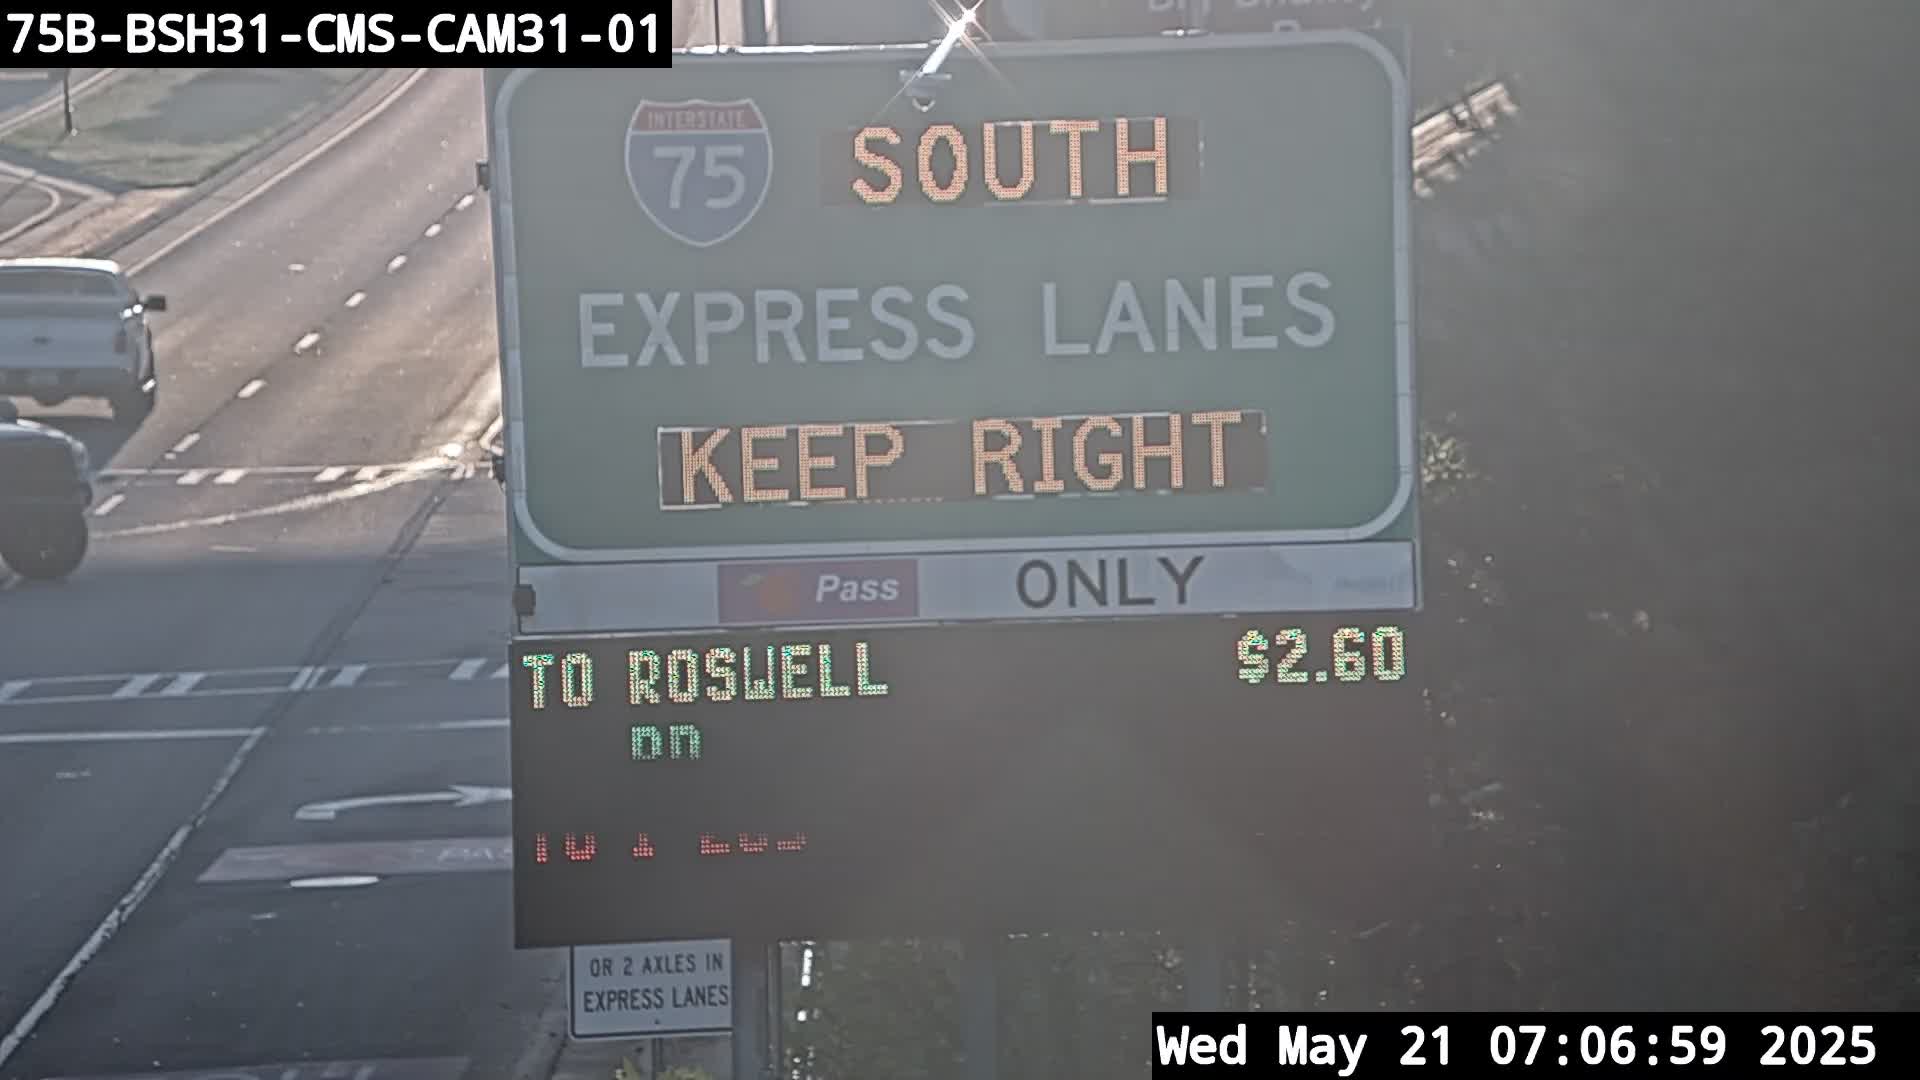 75B-BSH31-CMS-CAM31-01
INTERSTATE
75
SOUTH
EXPRESS LANES
KEEP RIGHT
Pass ONLY
TO ROSWELL $2.60
OR 2 AXLES IN
EXPRESS LANES
Wed May 21 07:06:59 2025